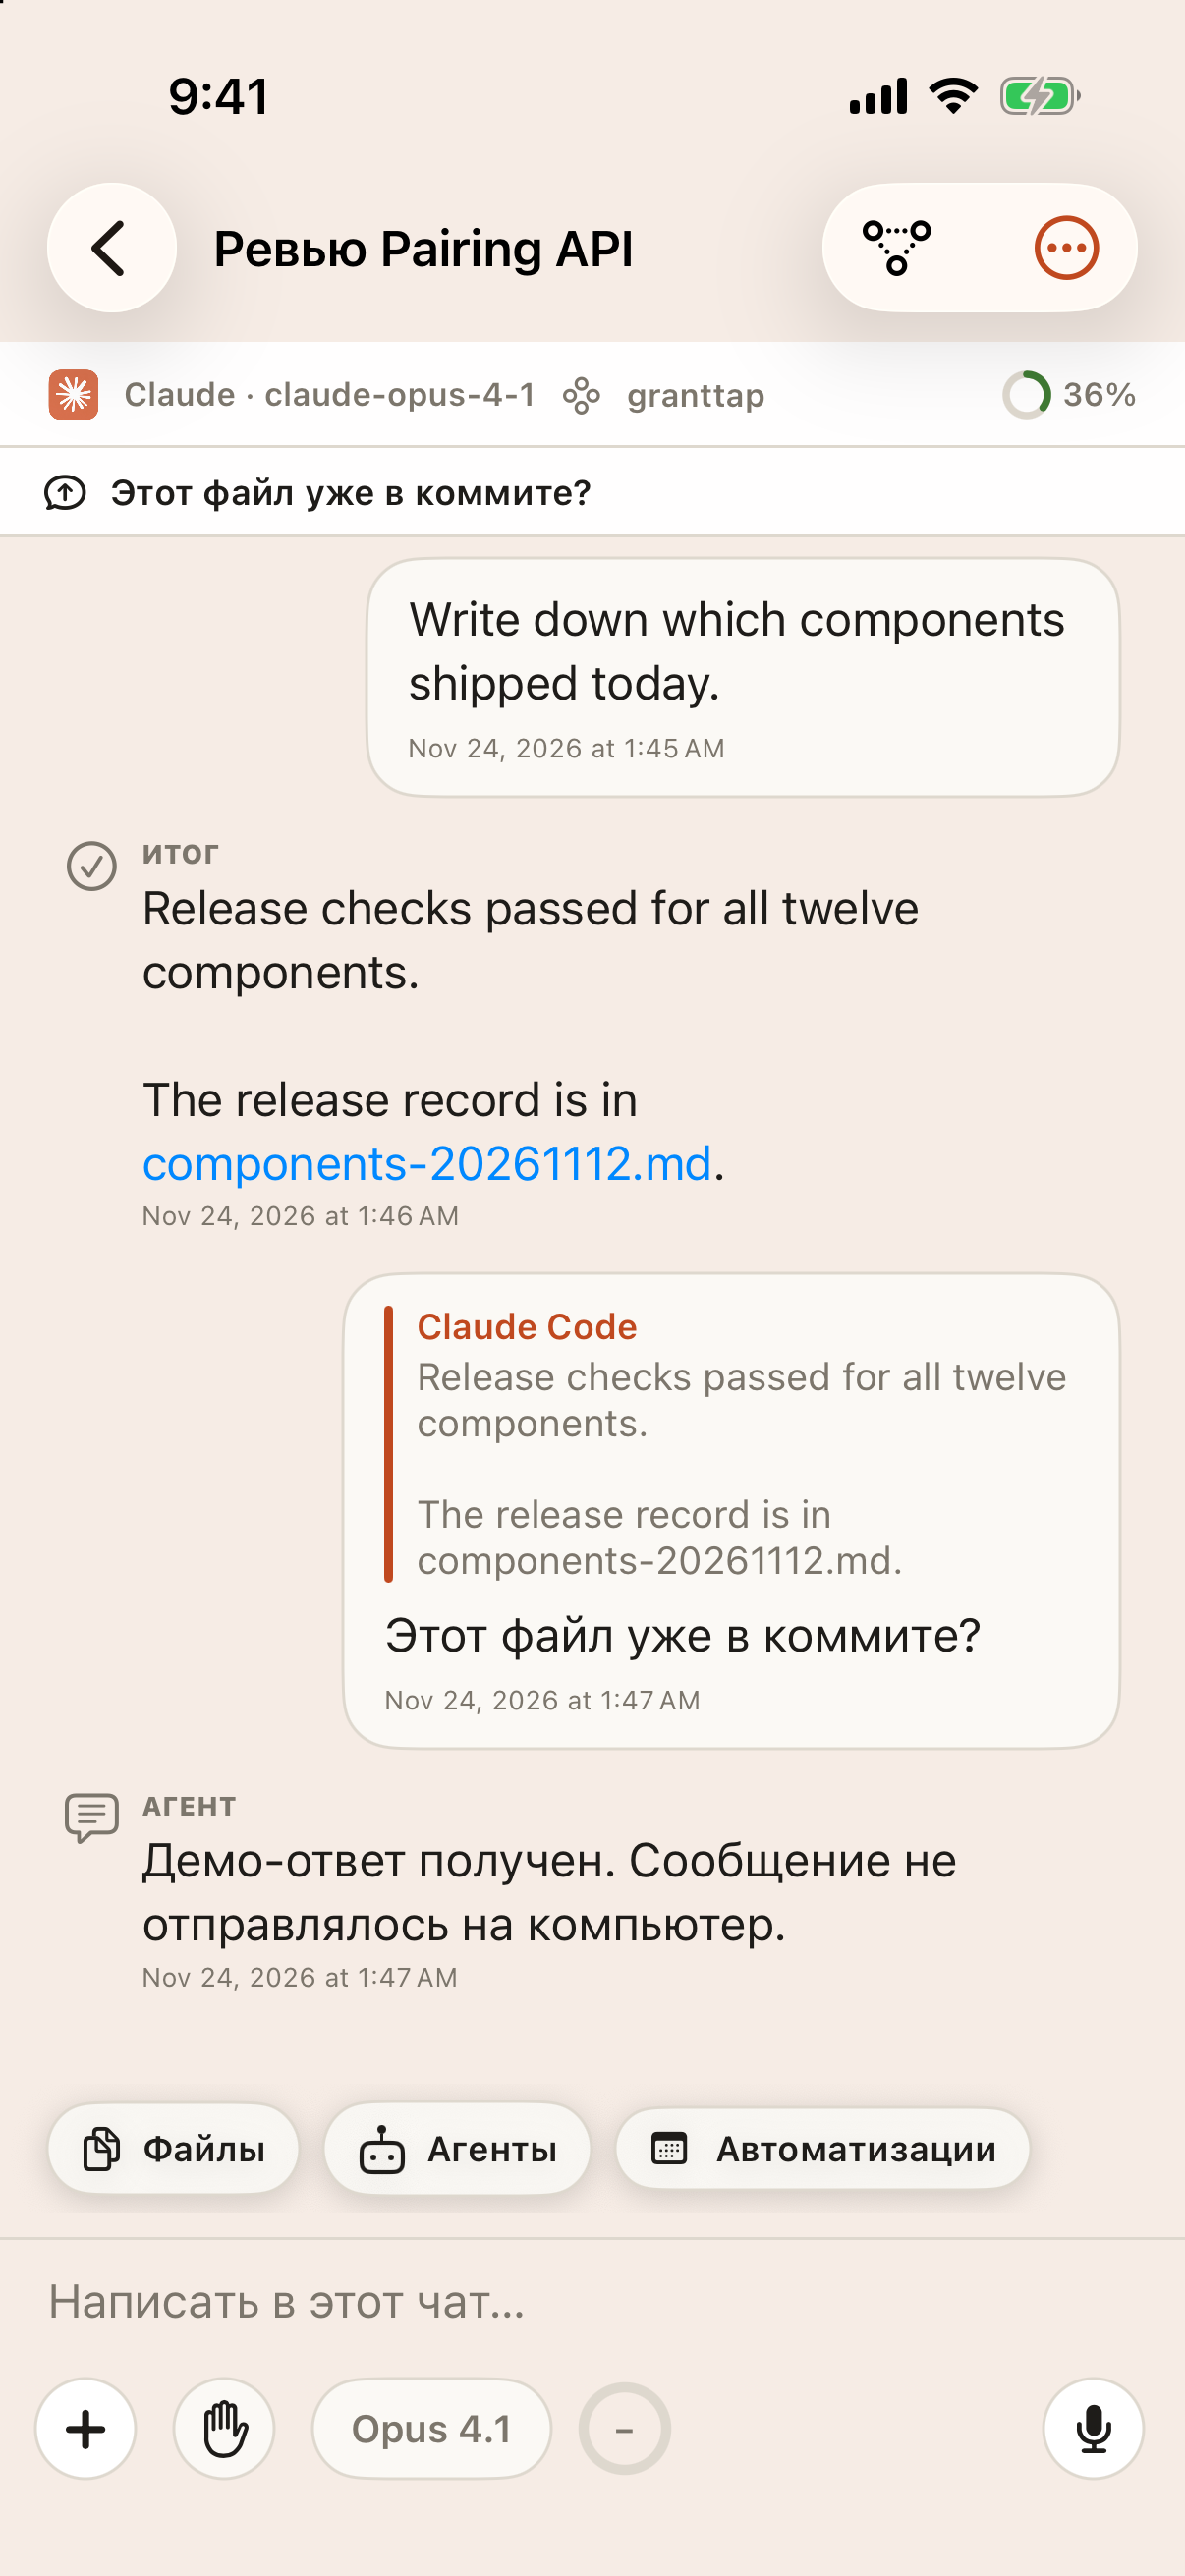 9:41
Ревью Pairing API
Claude · claude-opus-4-1 granttap 36%
Этот файл уже в коммите?
Write down which components
shipped today.
Nov 24, 2026 at 1:45 AM
ИТОГ
Release checks passed for all twelve
components.
The release record is in
components-20261112.md.
Nov 24, 2026 at 1:46 AM
Claude Code
Release checks passed for all twelve
components.
The release record is in
components-20261112.md.
Этот файл уже в коммите?
Nov 24, 2026 at 1:47 AM
АГЕНТ
Демо-ответ получен. Сообщение не
отправлялось на компьютер.
Nov 24, 2026 at 1:47 AM
Файлы Агенты Автоматизации
Написать в этот чат...
Opus 4.1 –